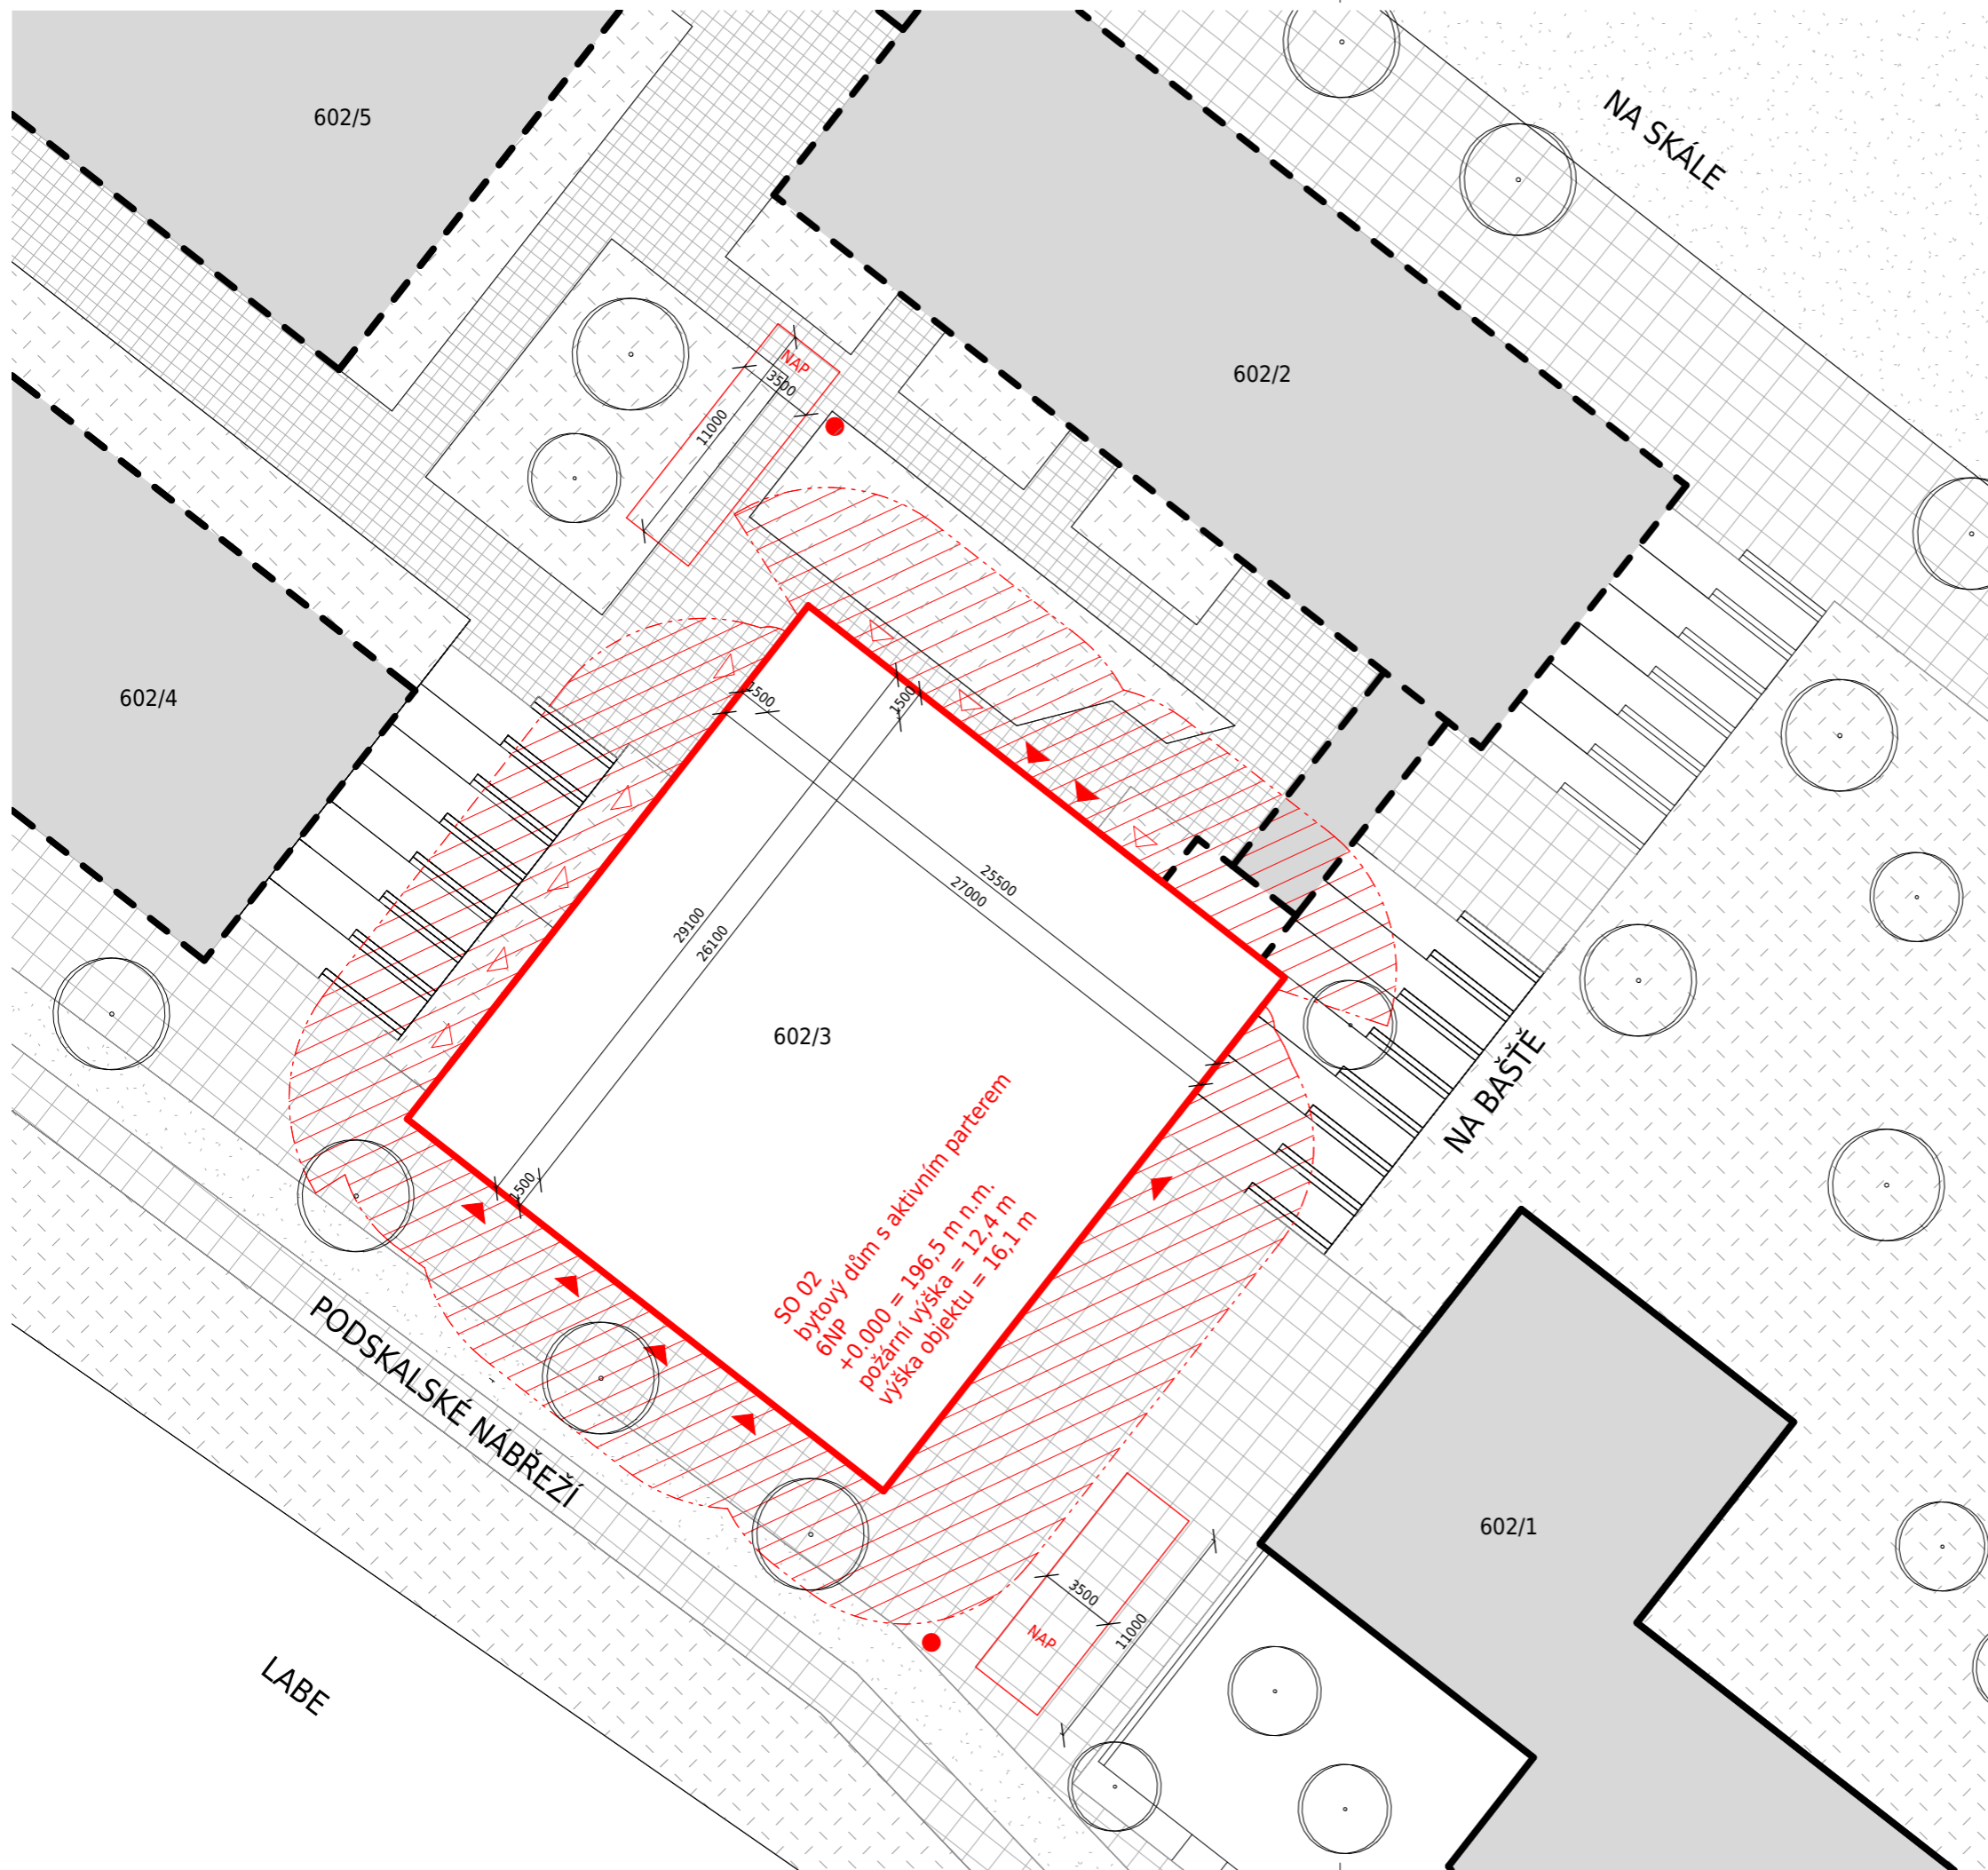 602/5
NA SKÁLE
NAP
3500
11000
602/2
602/4
1500
1500
25500
27000
29100
26100
602/3
NA BAŠTĚ
1500
SO 02
bytový dům s aktivním parterem
6NP
+0.000 = 196,5 m n.m.
požární výška = 12,4 m
výška objektu = 16,1 m
PODSKALSKÉ NÁBŘEŽÍ
602/1
3500
11000
NAP
LABE